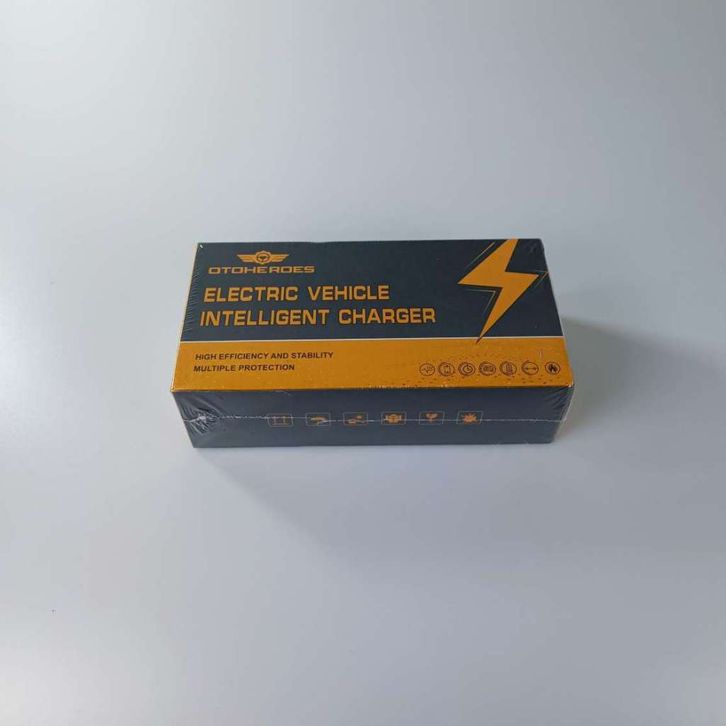 OTOHEROES
ELECTRIC VEHICLE
INTELLIGENT CHARGER
HIGH EFFICIENCY AND STABILITY
MULTIPLE PROTECTION